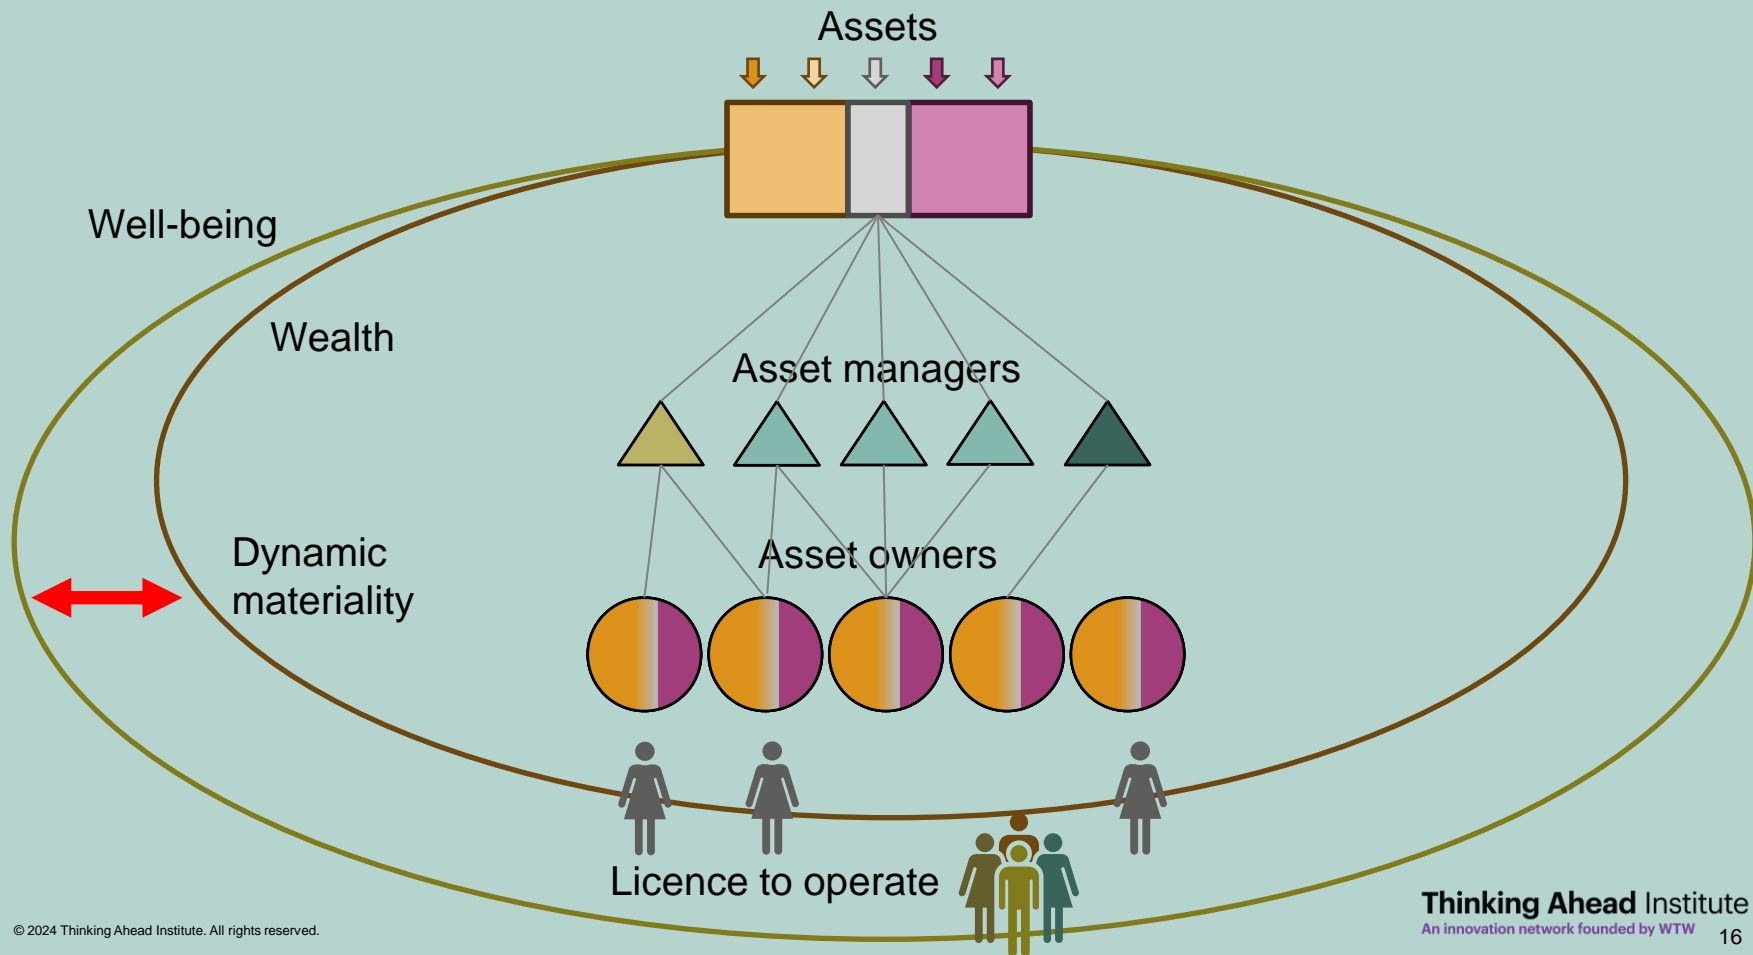 Assets
Well-being
Wealth
Asset managers
Dynamic
materiality
Asset owners
Licence to operate
© 2024 Thinking Ahead Institute. All rights reserved.
Thinking Ahead Institute
An innovation network founded by WTW
16